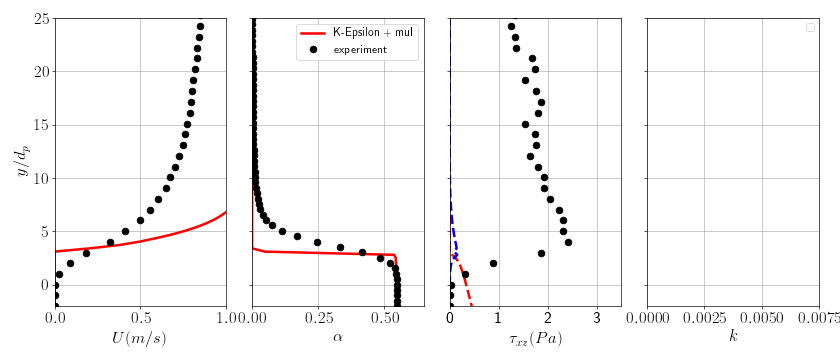 25
20
15
10
5
0
y/d_p
0.0 0.5 1.0
U(m/s)
K-Epsilon + mul
experiment
0.00 0.25 0.50
α
0 1 2 3
τ_xz(Pa)
0.0000 0.0025 0.0050 0.0075
k